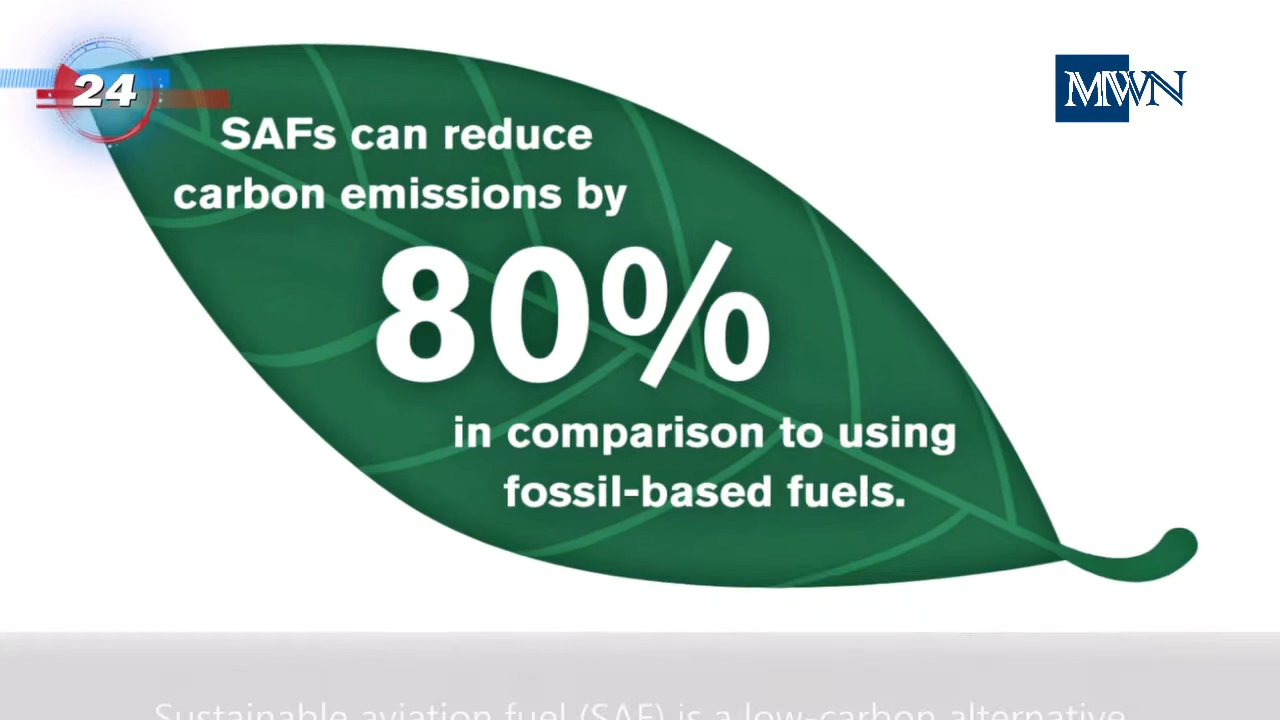 24
MWN
SAFs can reduce
carbon emissions by
80%
in comparison to using
fossil-based fuels.
Sustainable aviation fuel (SAF) is a low-carbon alternative